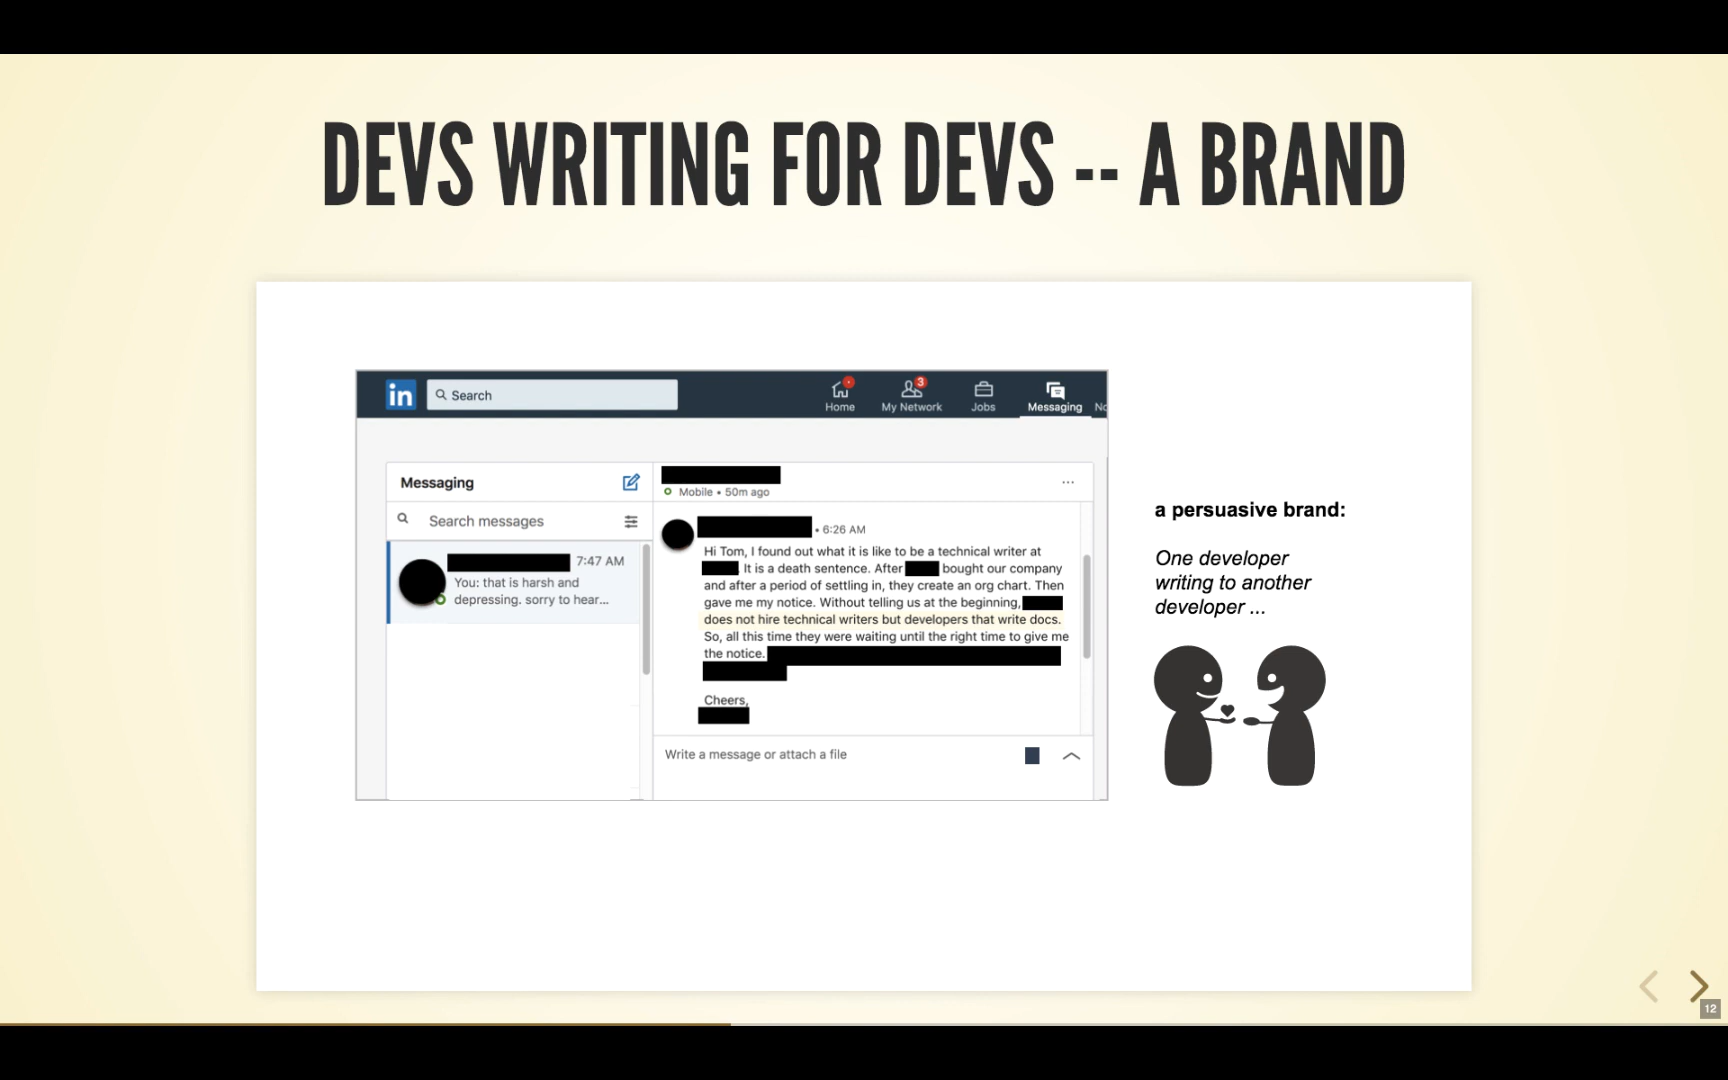 DEVS WRITING FOR DEVS -- A BRAND
in
Search
Home
3
My Network
Jobs
Messaging
Messaging
Search messages
7:47 AM
You: that is harsh and
depressing. sorry to hear...
Mobile • 50m ago
...
• 6:26 AM
Hi Tom, I found out what it is like to be a technical writer at
. It is a death sentence. After bought our company
and after a period of settling in, they create an org chart. Then
gave me my notice. Without telling us at the beginning,
does not hire technical writers but developers that write docs.
So, all this time they were waiting until the right time to give me
the notice.
Cheers,
Write a message or attach a file
a persuasive brand:
One developer
writing to another
developer ...
12